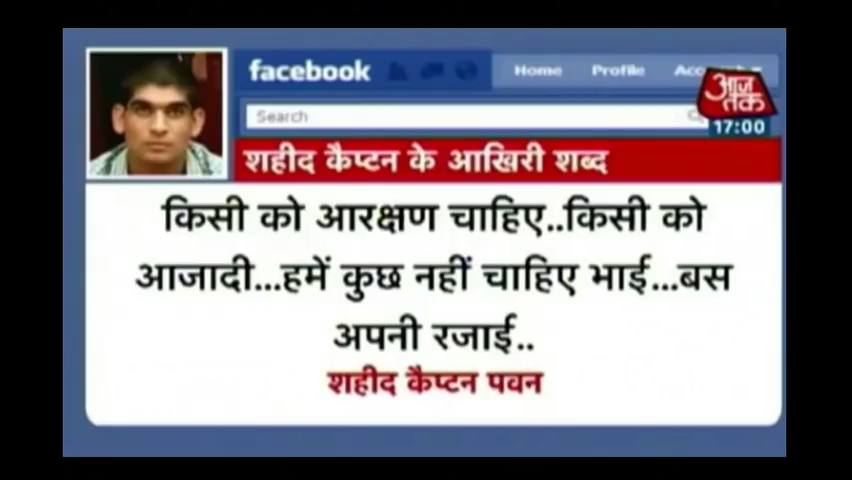 facebook
Home Profile
Search
आज तक
17:00
शहीद कैप्टन के आखिरी शब्द
किसी को आरक्षण चाहिए..किसी को
आजादी...हमें कुछ नहीं चाहिए भाई...बस
अपनी रजाई..
शहीद कैप्टन पवन